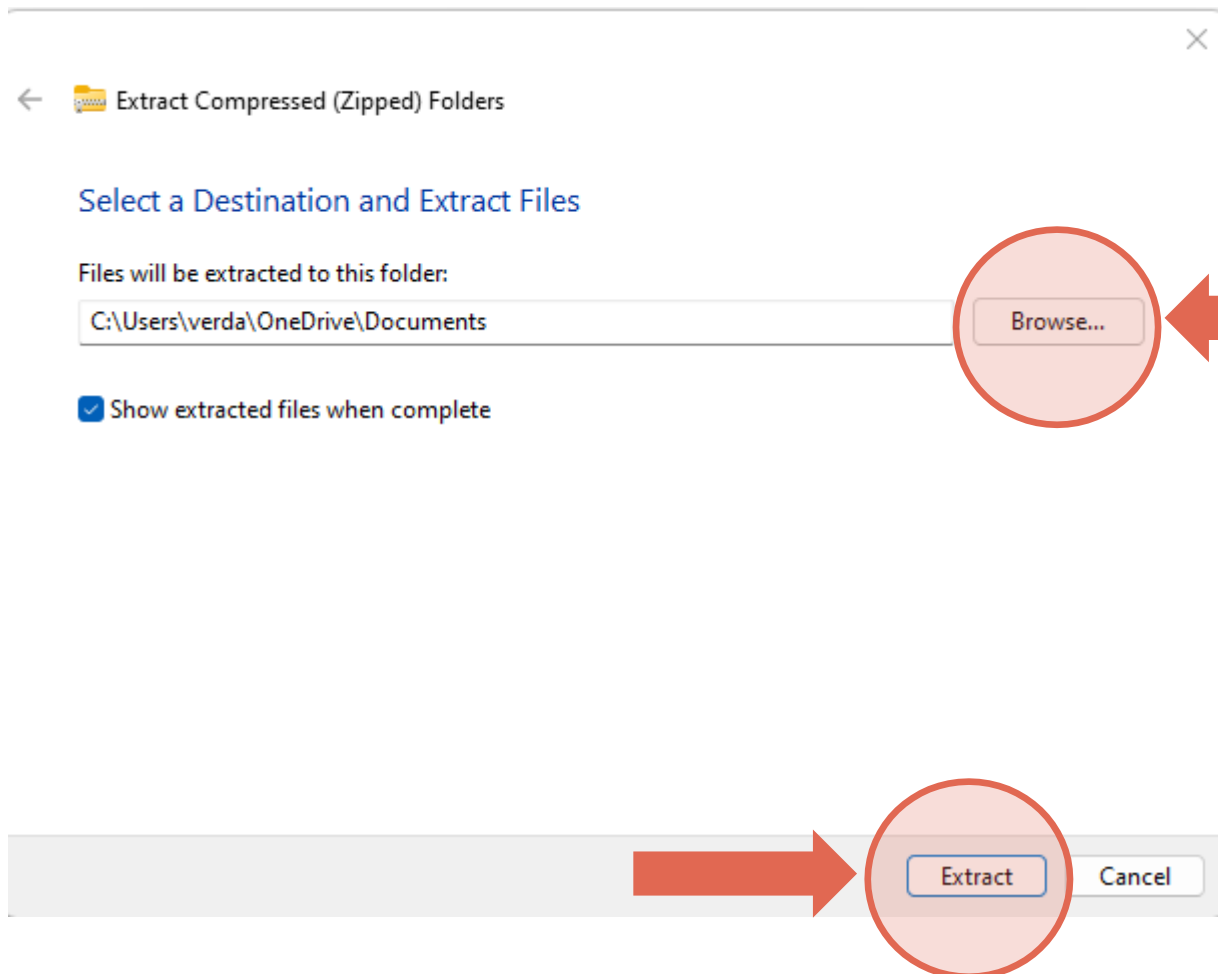 Extract Compressed (Zipped) Folders
Select a Destination and Extract Files
Files will be extracted to this folder:
C:\Users\verda\OneDrive\Documents
Browse...
Show extracted files when complete
Extract
Cancel